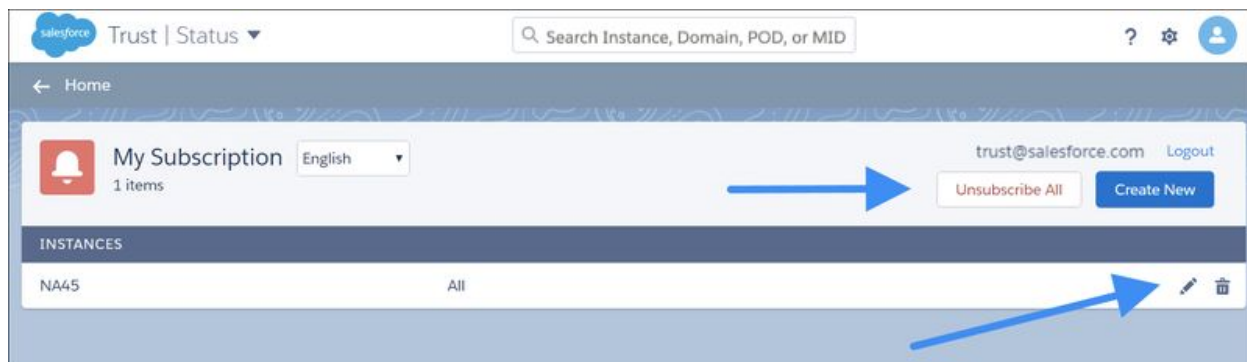 salesforce Trust | Status ▼ Search Instance, Domain, POD, or MID ?
← Home
My Subscription English ▼ trust@salesforce.com Logout
1 items Unsubscribe All Create New
INSTANCES
NA45 All